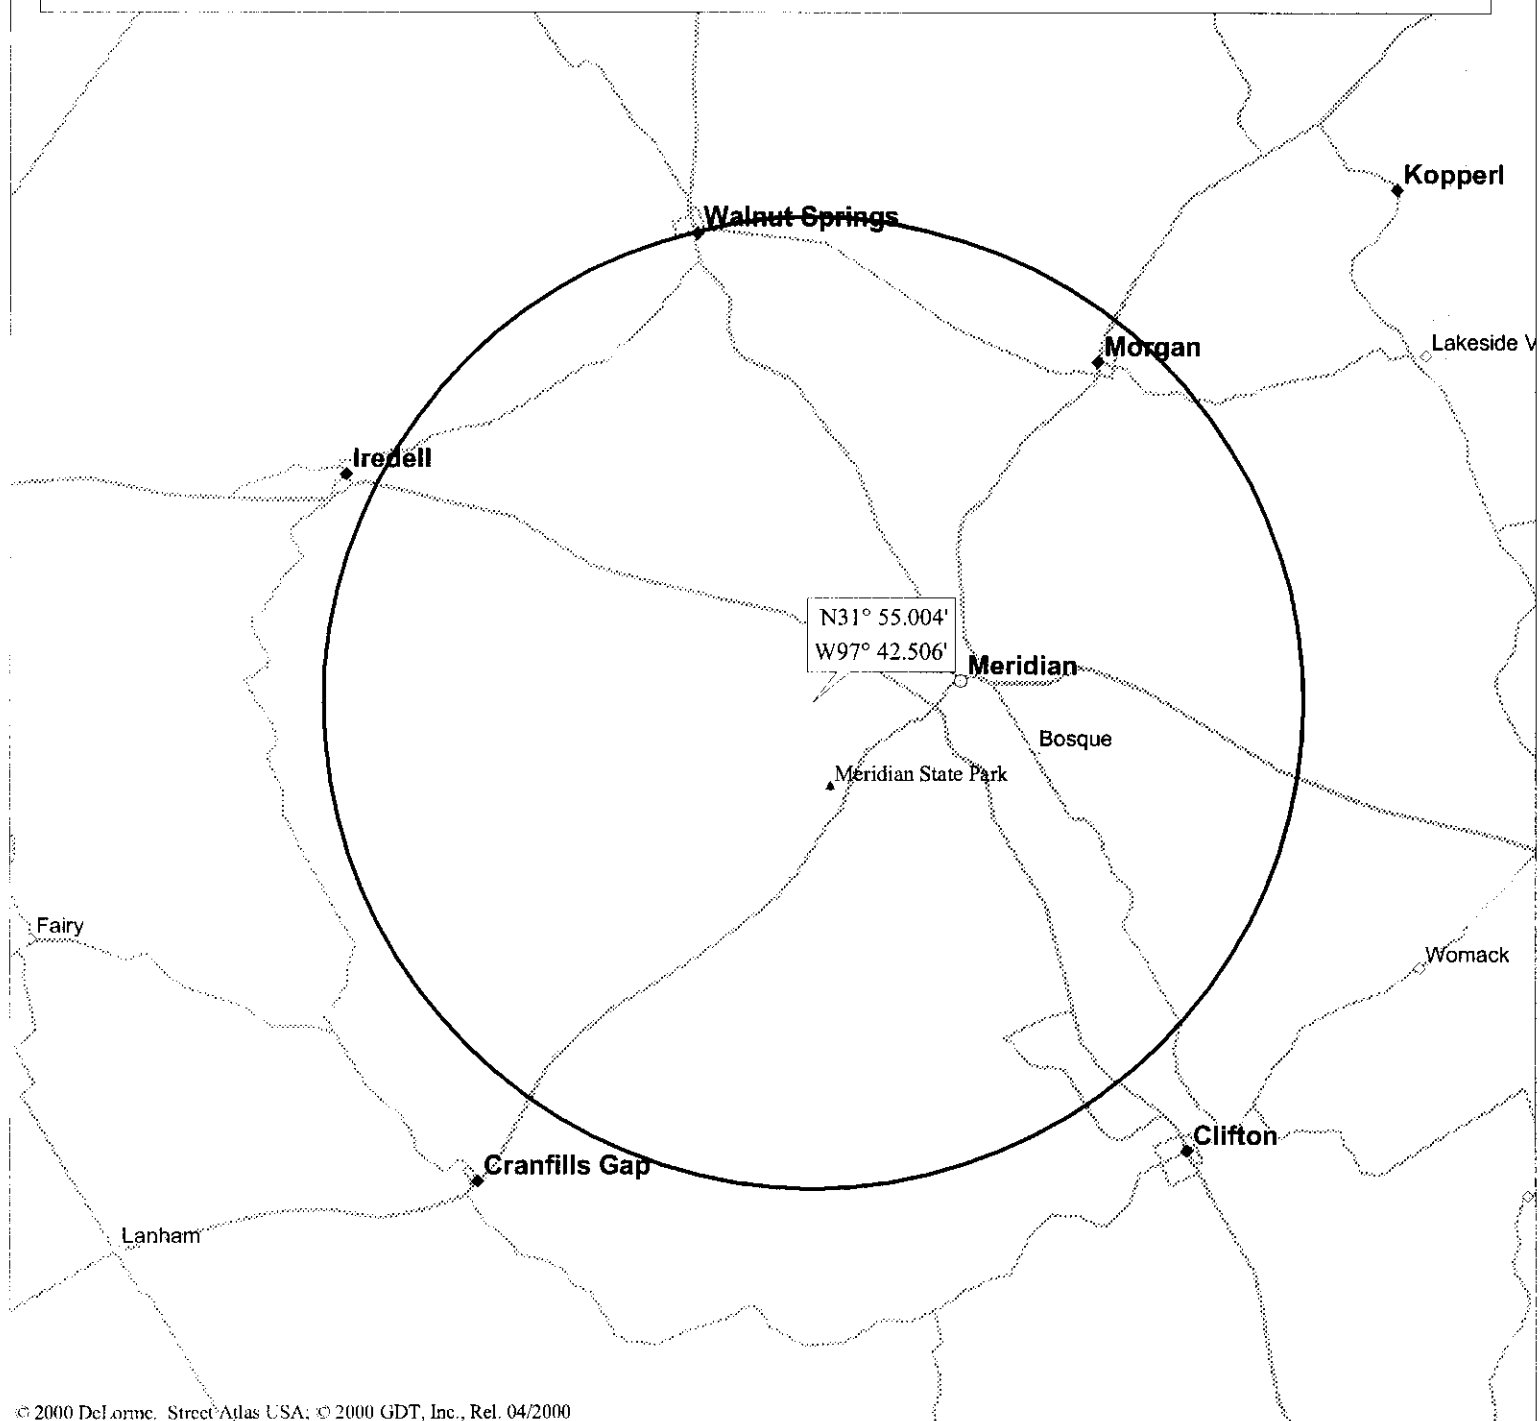 Kopperl
Walnut Springs
Lakeside V
Morgan
Iredell
N31° 55.004'
W97° 42.506'
Meridian
Bosque
Meridian State Park
Fairy
Womack
Clifton
Cranfills Gap
Lanham
© 2000 DeLorme. Street Atlas USA; © 2000 GDT, Inc., Rel. 04/2000